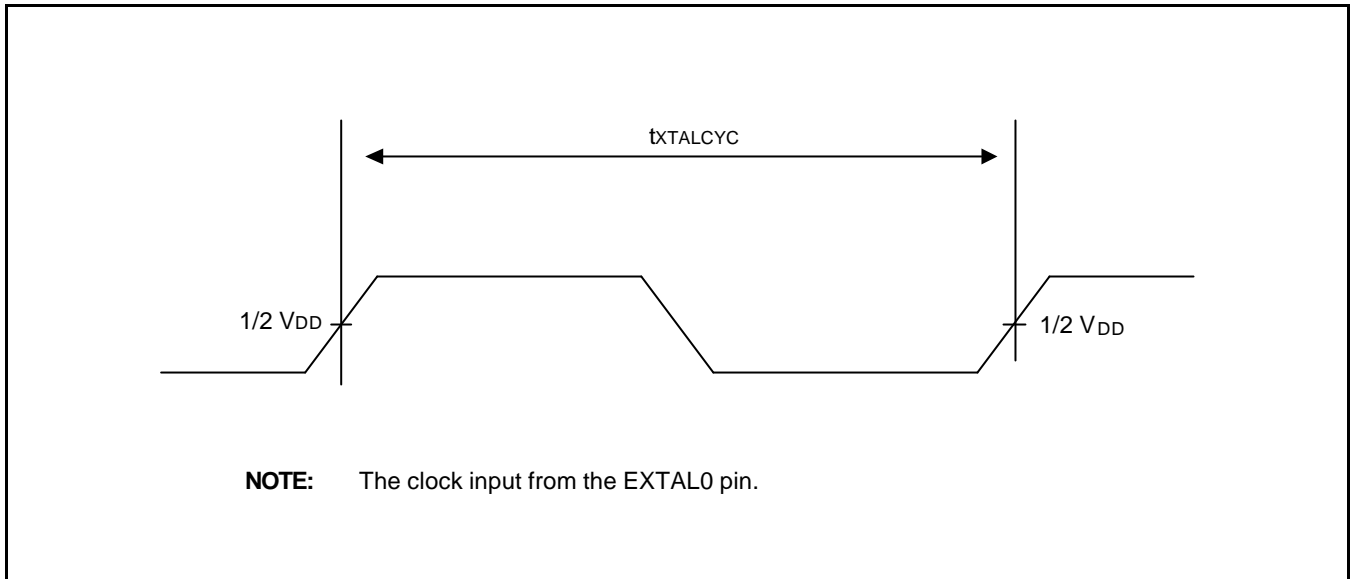 tXTALCYC
1/2 VDD
1/2 VDD
NOTE: The clock input from the EXTAL0 pin.